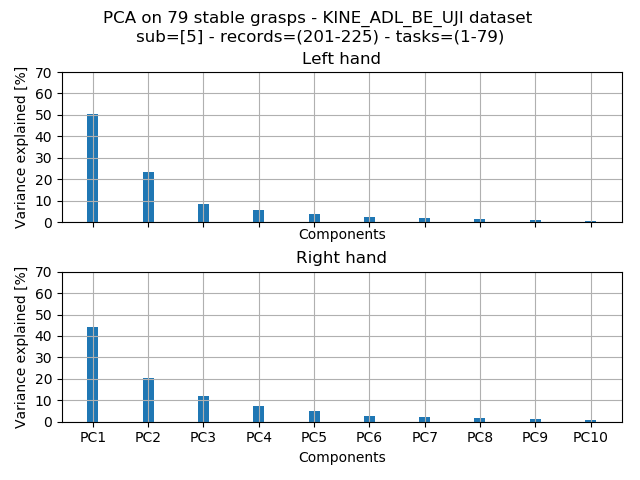 PCA on 79 stable grasps - KINE_ADL_BE_UJI dataset
sub=[5] - records=(201-225) - tasks=(1-79)
Left hand
Variance explained [%]
70
60
50
40
30
20
10
0
Components
Right hand
Variance explained [%]
70
60
50
40
30
20
10
0
PC1 PC2 PC3 PC4 PC5 PC6 PC7 PC8 PC9 PC10
Components